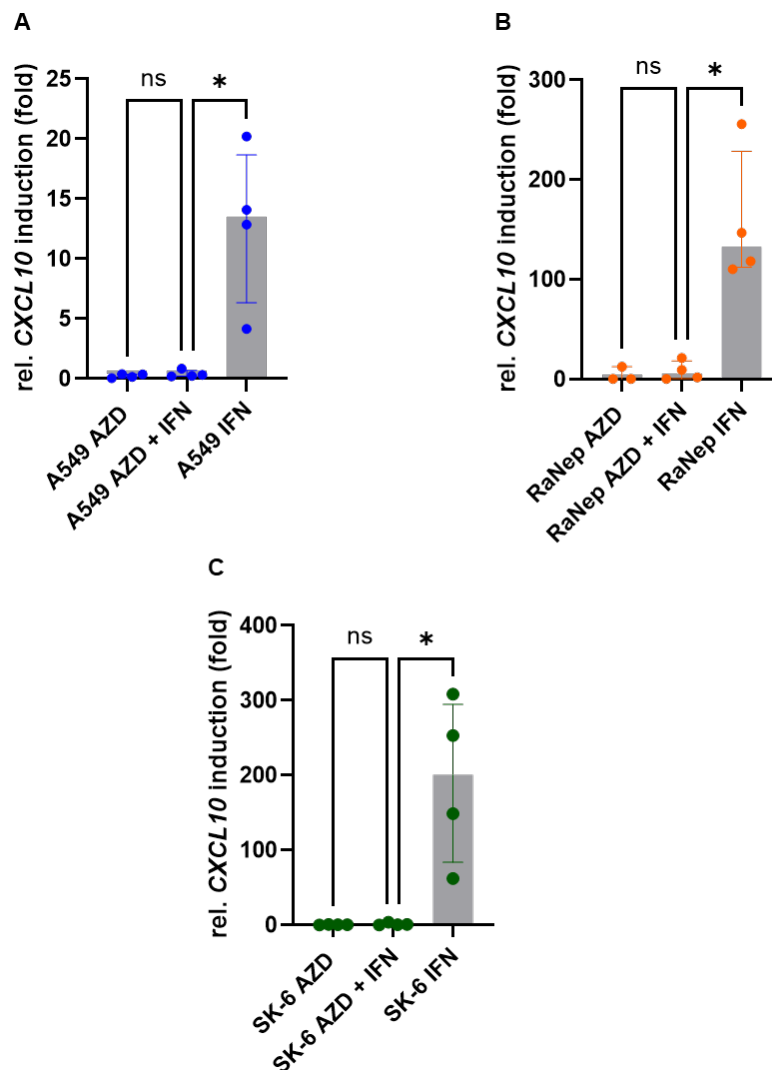 A
rel. CXCL10 induction (fold)
25
20
15
10
5
0
ns
*
A549 AZD
A549 AZD + IFN
A549 IFN
B
rel. CXCL10 induction (fold)
300
200
100
0
ns
*
RaNep AZD
RaNep AZD + IFN
RaNep IFN
C
rel. CXCL10 induction (fold)
400
300
200
100
0
ns
*
SK-6 AZD
SK-6 AZD + IFN
SK-6 IFN